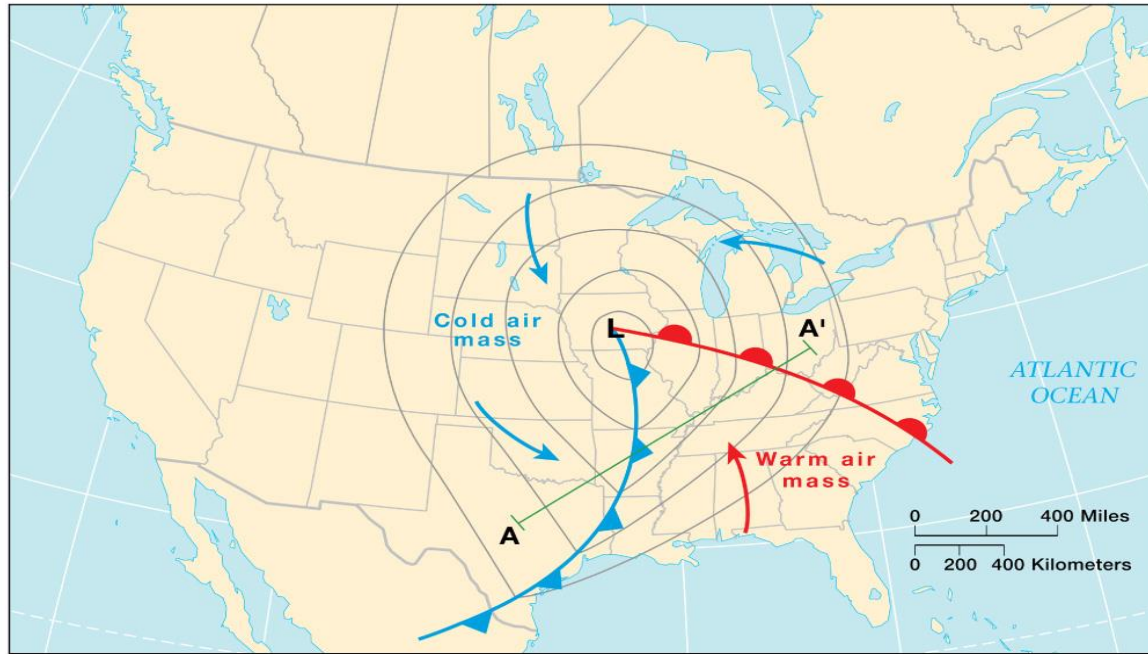 Cold air
mass
L
A'
ATLANTIC
OCEAN
Warm air
mass
A
0 200 400 Miles
0 200 400 Kilometers